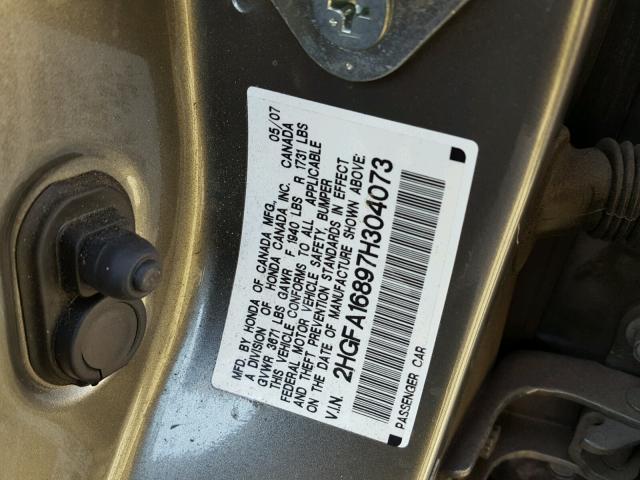 MFD. BY HONDA OF CANADA MFG. 05/07
A DIVISION OF HONDA CANADA INC. CANADA
GVWR 3671 LBS GAWR F 1940 LBS R 1731 LBS
THIS VEHICLE CONFORMS TO ALL APPLICABLE
FEDERAL MOTOR VEHICLE SAFETY, BUMPER
AND THEFT PREVENTION STANDARDS IN EFFECT
ON THE DATE OF MANUFACTURE SHOWN ABOVE.
V.I.N. 2HGFA16897H304073
PASSENGER CAR